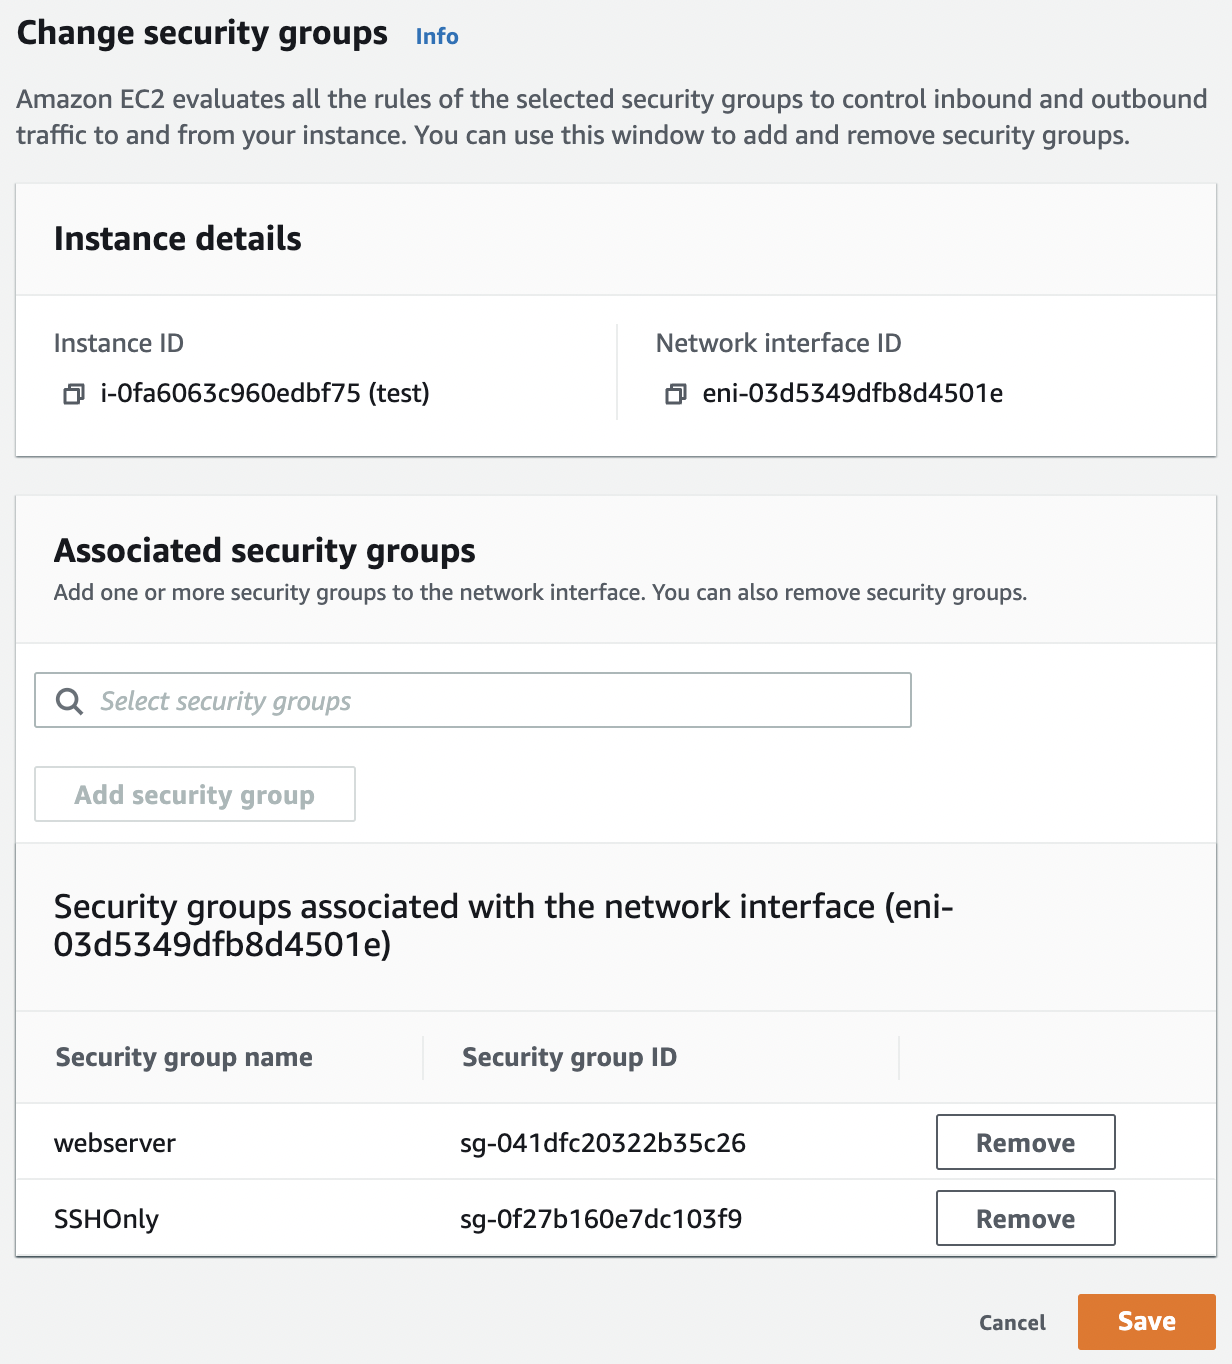 Change security groups Info
Amazon EC2 evaluates all the rules of the selected security groups to control inbound and outbound
traffic to and from your instance. You can use this window to add and remove security groups.
Instance details
Instance ID
i-0fa6063c960edbf75 (test)
Network interface ID
eni-03d5349dfb8d4501e
Associated security groups
Add one or more security groups to the network interface. You can also remove security groups.
Select security groups
Add security group
Security groups associated with the network interface (eni-
03d5349dfb8d4501e)
Security group name Security group ID
webserver sg-041dfc20322b35c26 Remove
SSHOnly sg-0f27b160e7dc103f9 Remove
Cancel Save